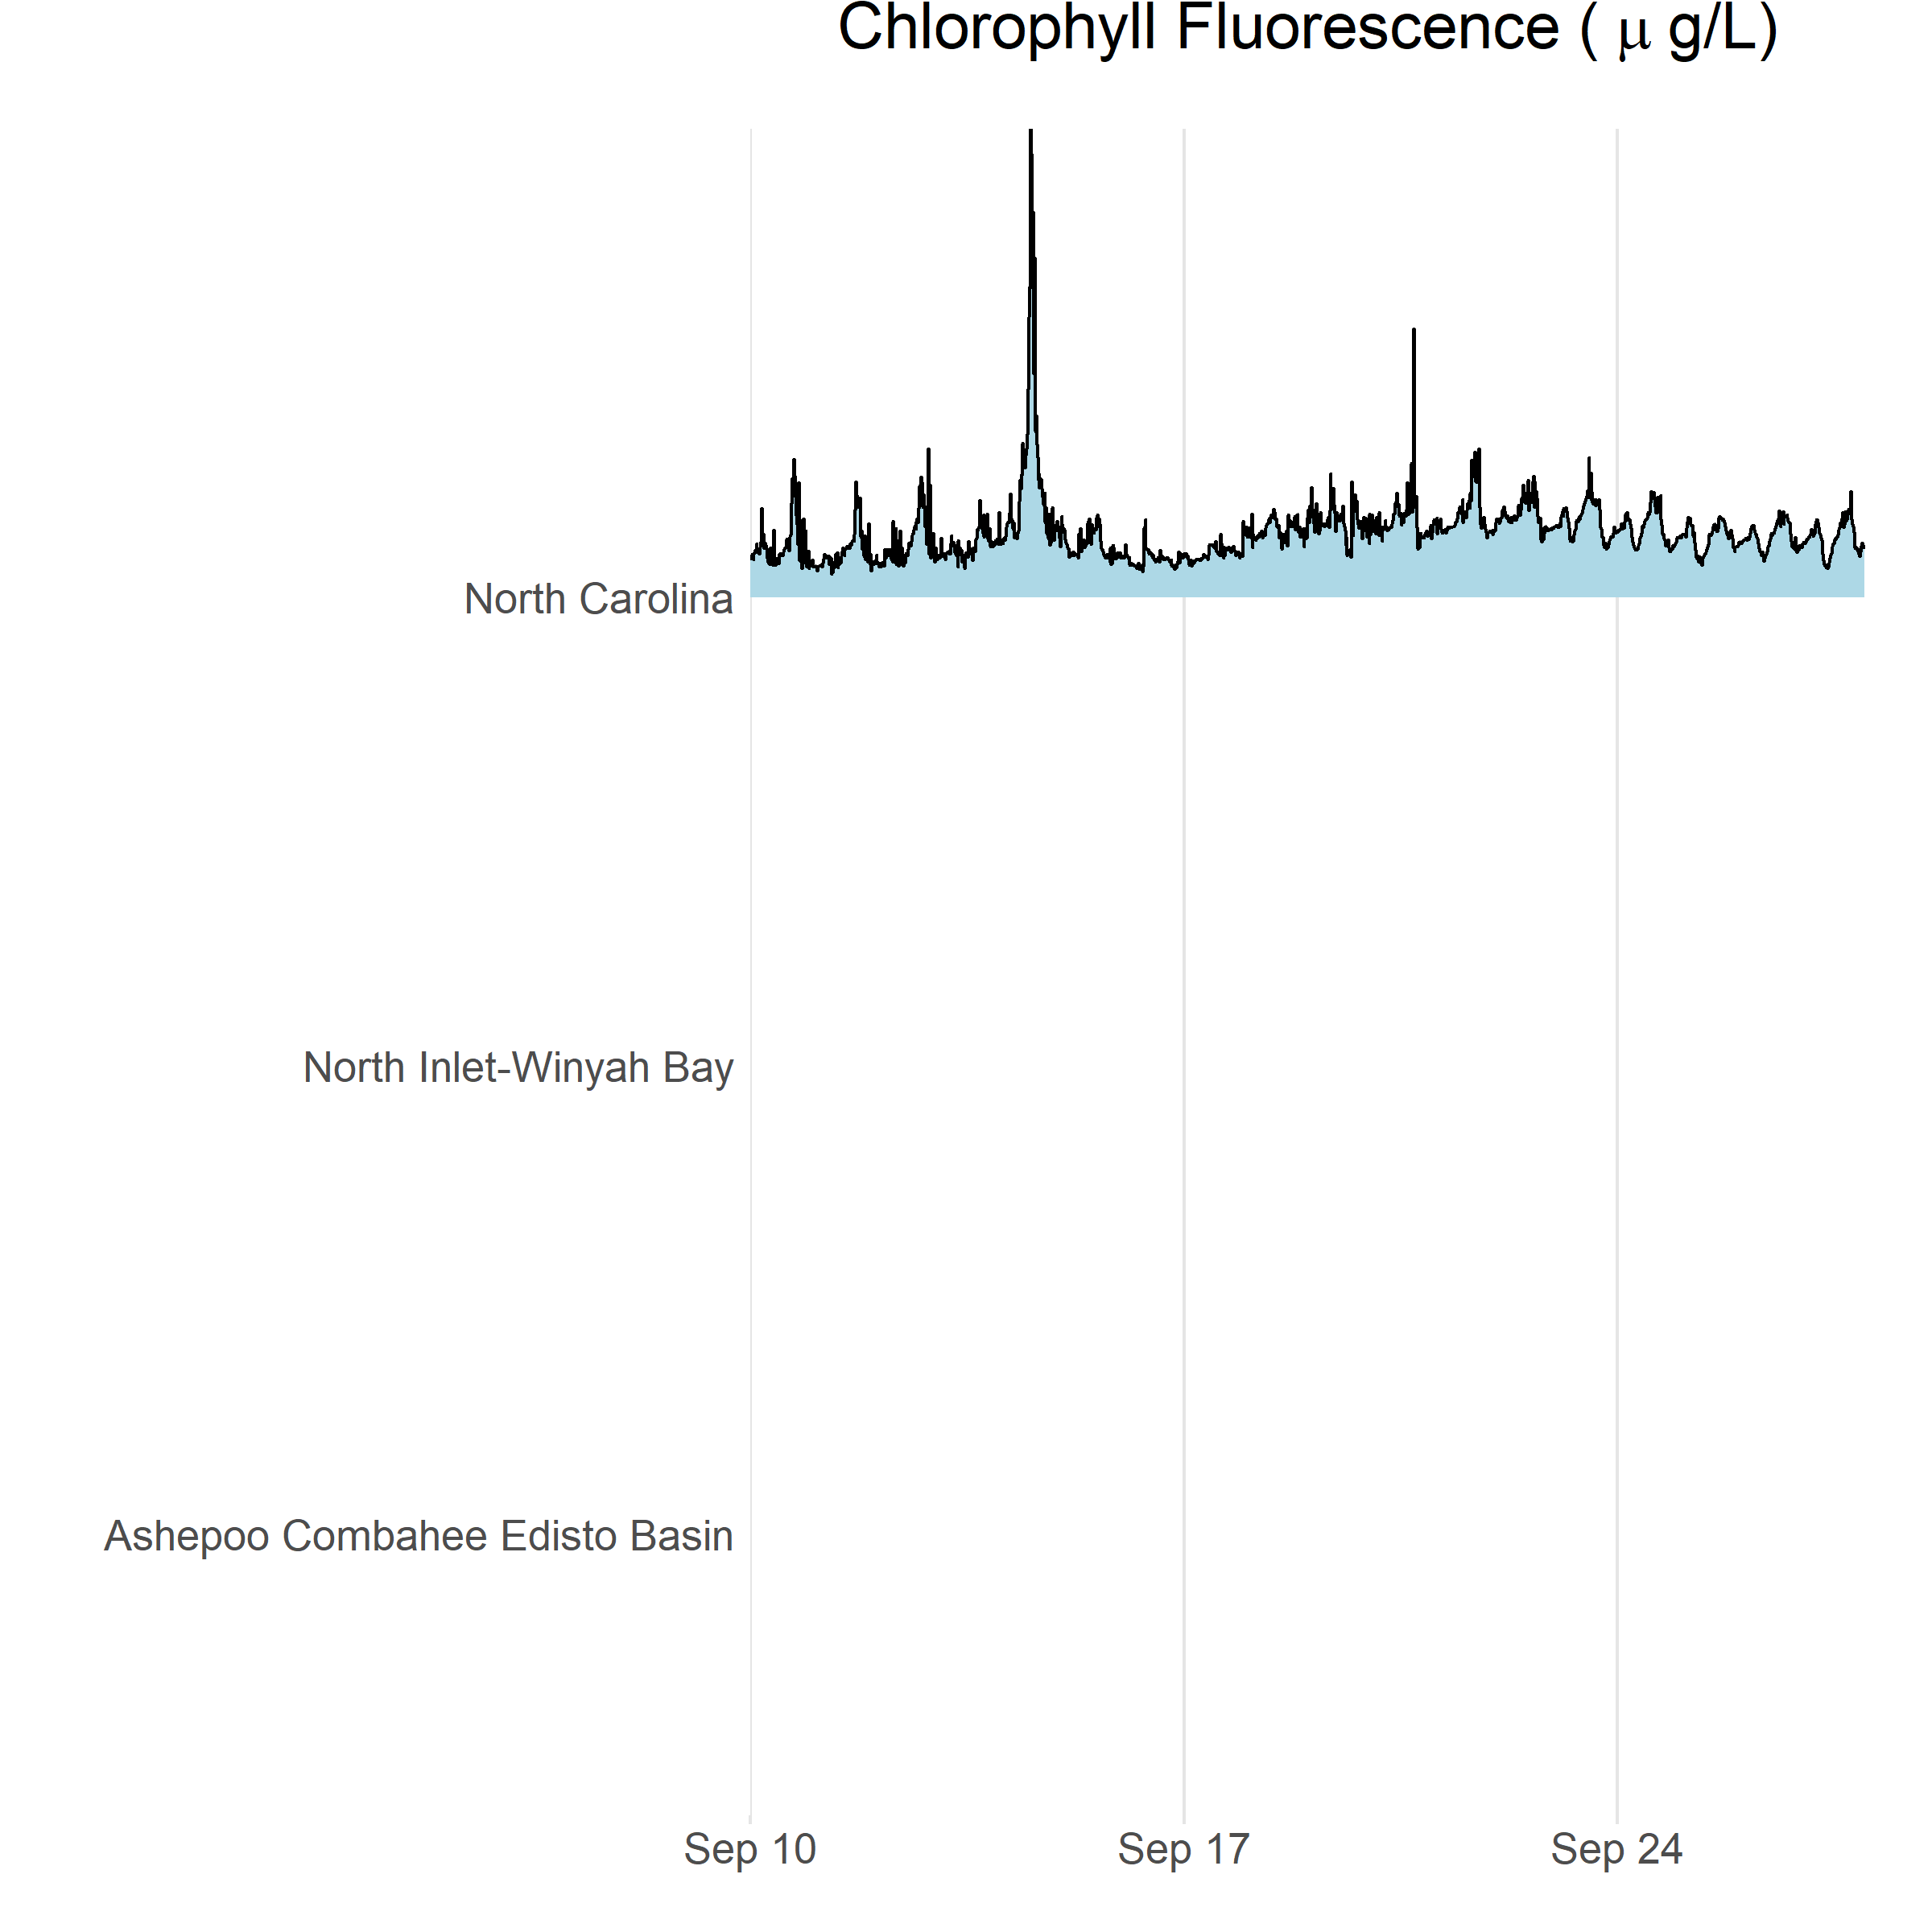 Chlorophyll Fluorescence ( μ g/L)
North Carolina
North Inlet-Winyah Bay
Ashepoo Combahee Edisto Basin
Sep 10
Sep 17
Sep 24